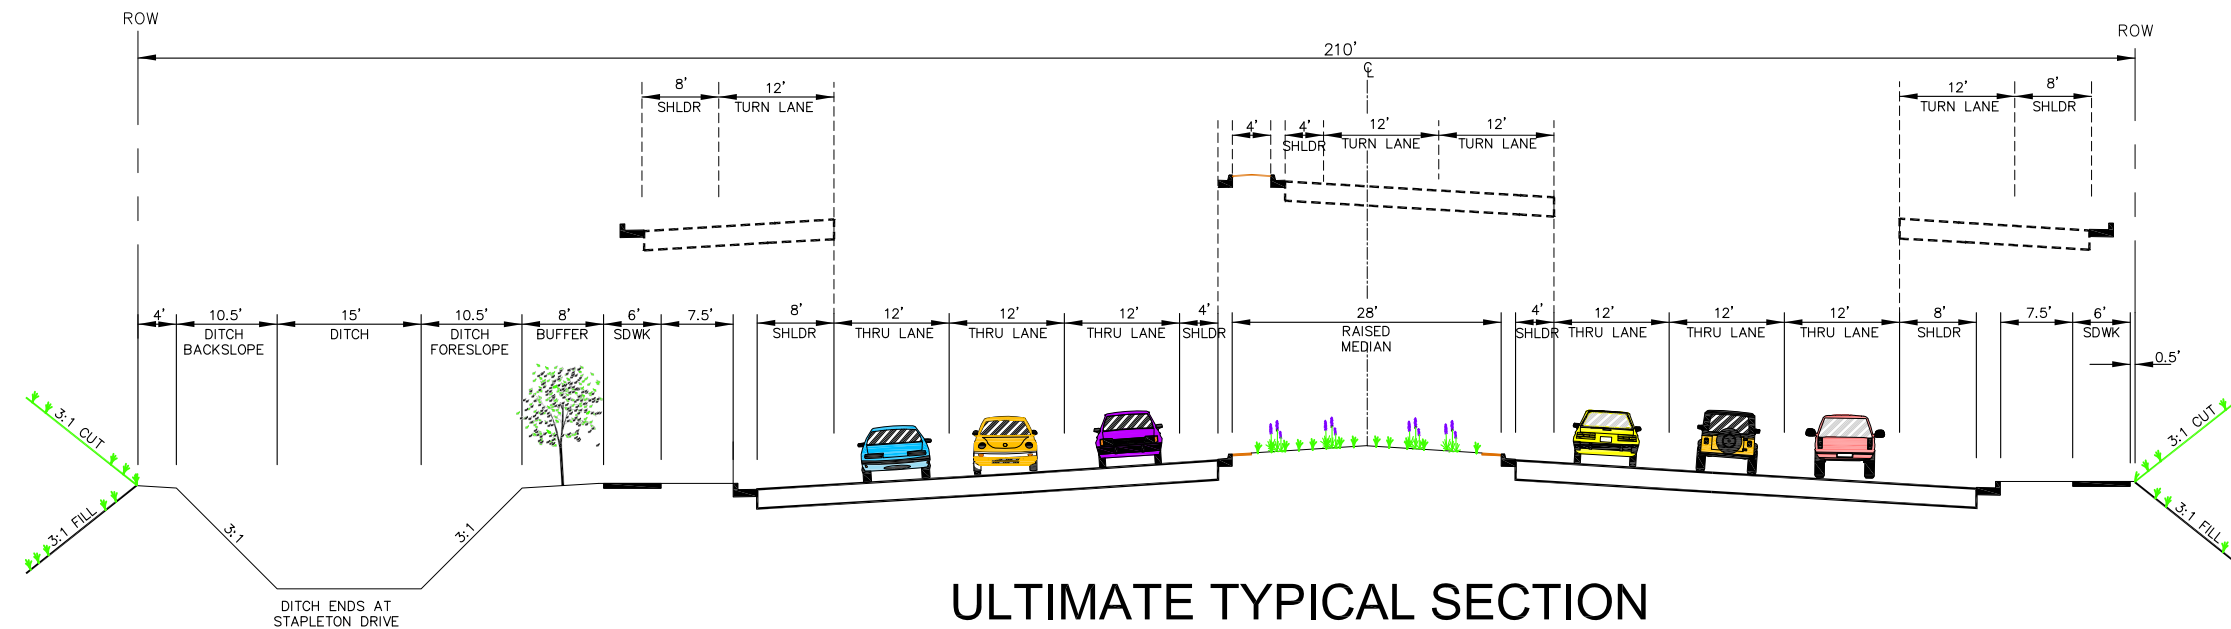 ROW
ROW
210'
℄
8'
SHLDR
12'
TURN LANE
4'
4'
SHLDR
12'
TURN LANE
12'
TURN LANE
12'
TURN LANE
8'
SHLDR
4'
10.5'
DITCH
BACKSLOPE
15'
DITCH
10.5'
DITCH
FORESLOPE
8'
BUFFER
6'
SDWK
7.5'
8'
SHLDR
12'
THRU LANE
12'
THRU LANE
12'
THRU LANE
4'
SHLDR
28'
RAISED
MEDIAN
4'
SHLDR
12'
THRU LANE
12'
THRU LANE
12'
THRU LANE
8'
SHLDR
7.5'
6'
SDWK
0.5'
3:1 CUT
3:1 FILL
3:1
3:1
3:1 CUT
3:1 FILL
DITCH ENDS AT
STAPLETON DRIVE
ULTIMATE TYPICAL SECTION